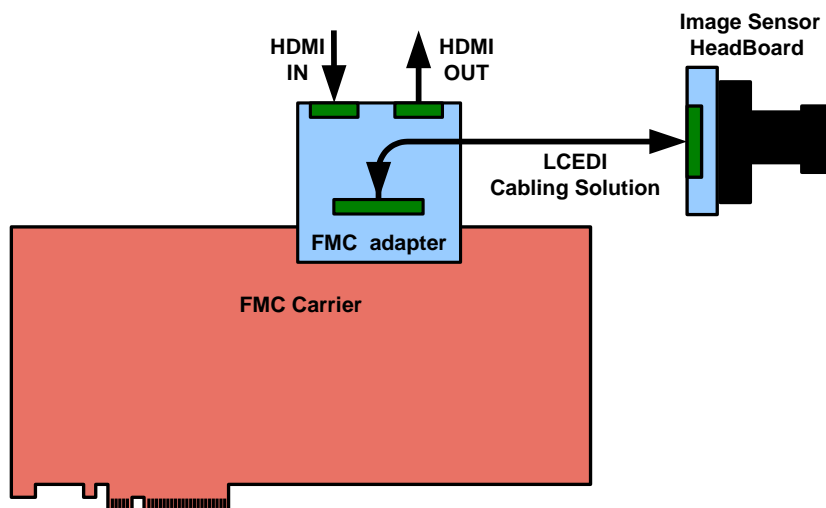 HDMI
IN
HDMI
OUT
Image Sensor
HeadBoard
LCEDI
Cabling Solution
FMC adapter
FMC Carrier